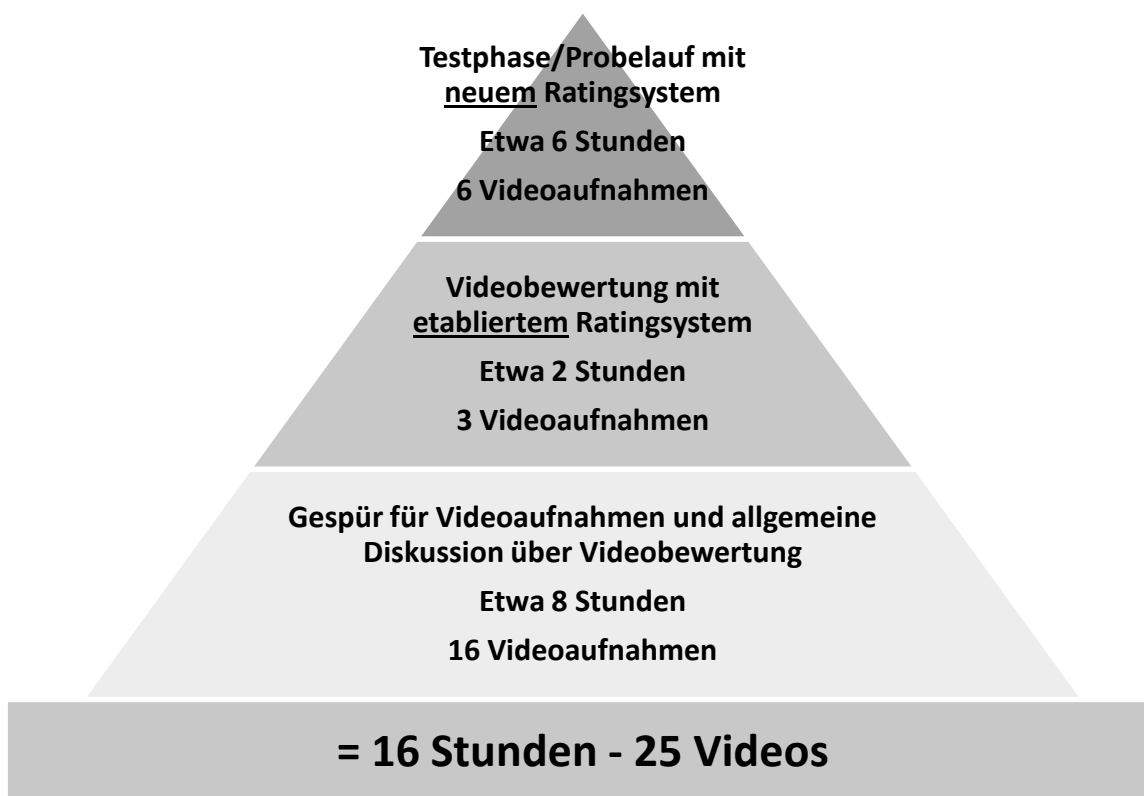 Testphase/Probelauf mit
neuem Ratingsystem
Etwa 6 Stunden
6 Videoaufnahmen
Videobewertung mit
etabliertem Ratingsystem
Etwa 2 Stunden
3 Videoaufnahmen
Gespür für Videoaufnahmen und allgemeine
Diskussion über Videobewertung
Etwa 8 Stunden
16 Videoaufnahmen
= 16 Stunden - 25 Videos